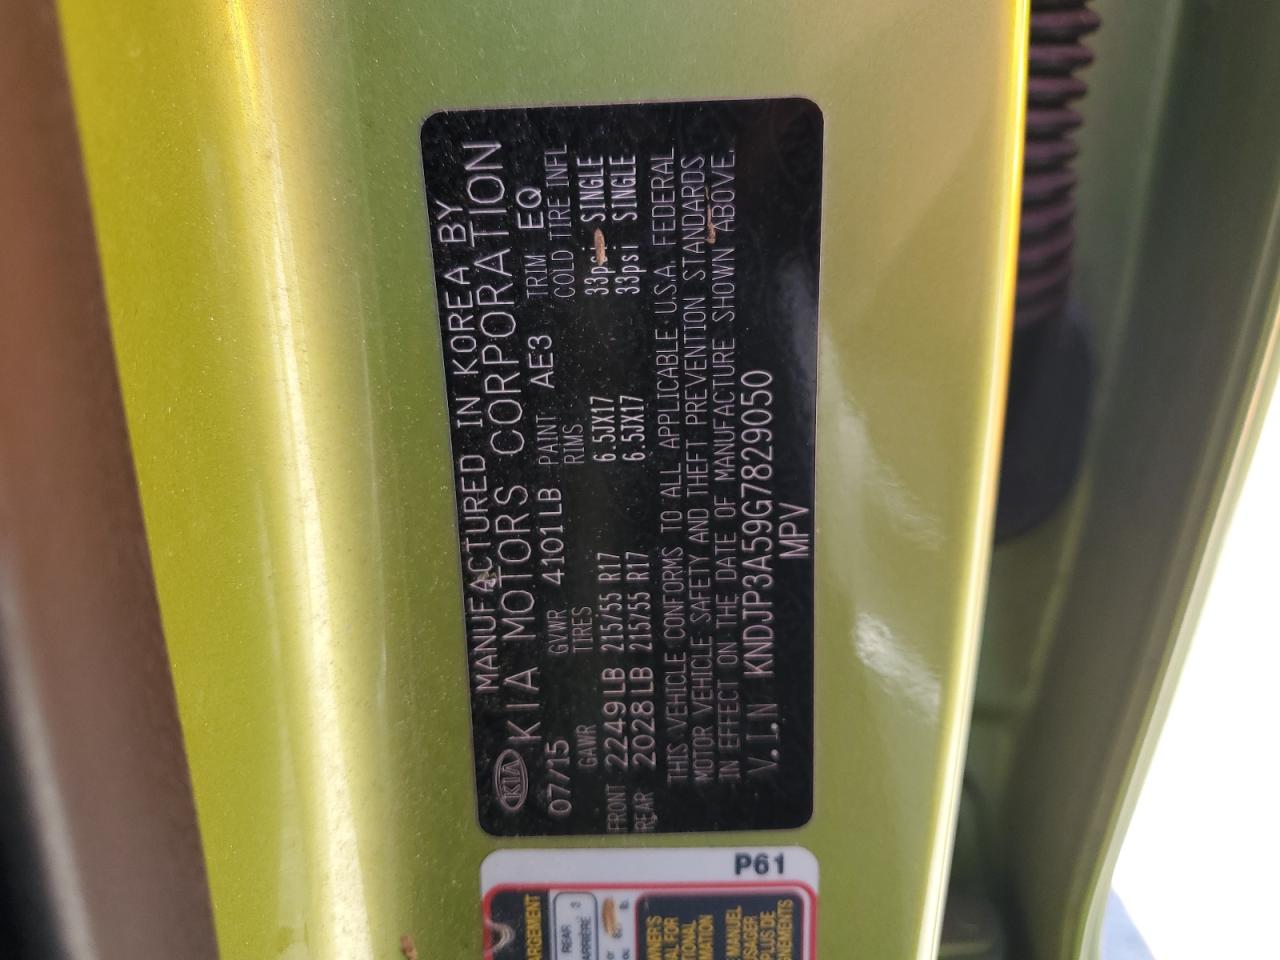 MANUFACTURED IN KOREA BY
KIA KIA MOTORS CORPORATION
07/15 GVWR 4101LB PAINT AE3 TRIM EQ
GAWR TIRES RIMS COLD TIRE INFL
FRONT 2249LB 215/55 R17 6.5JX17 33psi SINGLE
REAR 2028LB 215/55 R17 6.5JX17 33psi SINGLE
THIS VEHICLE CONFORMS TO ALL APPLICABLE U.S.A. FEDERAL
MOTOR VEHICLE SAFETY AND THEFT PREVENTION STANDARDS
IN EFFECT ON THE DATE OF MANUFACTURE SHOWN ABOVE.
V.I.N KNDJP3A59G7829050
MPV
P61
REAR